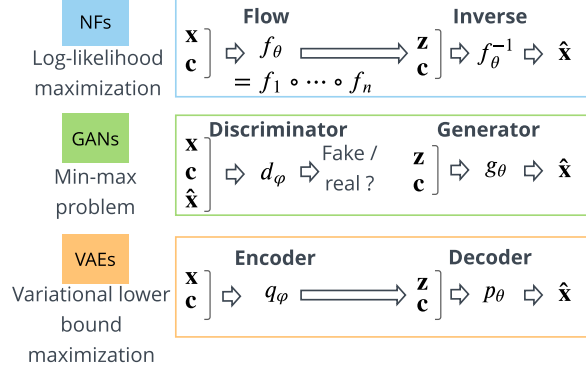 NFs
Log-likelihood
maximization
Flow
Inverse
x
c
f_θ
= f_1 ∘ ⋯ ∘ f_n
z
c
f_θ^{-1}
x̂
GANs
Min-max
problem
Discriminator
Generator
x
c
x̂
d_φ
Fake /
real ?
z
c
g_θ
x̂
VAEs
Variational lower
bound
maximization
Encoder
Decoder
x
c
q_φ
z
c
p_θ
x̂